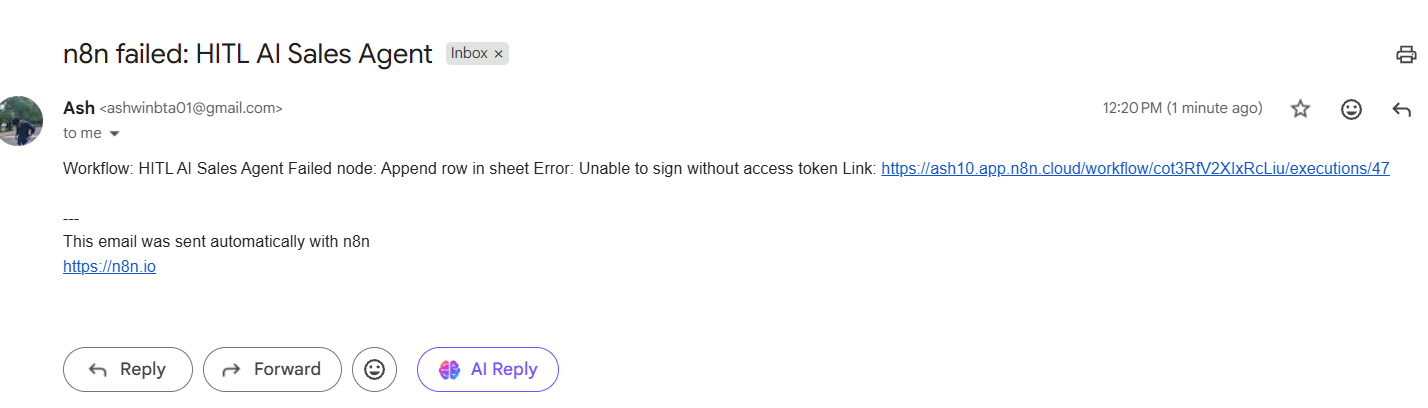 n8n failed: HITL AI Sales Agent Inbox ×
Ash <ashwinbta01@gmail.com> 12:20 PM (1 minute ago)
to me
Workflow: HITL AI Sales Agent Failed node: Append row in sheet Error: Unable to sign without access token Link: https://ash10.app.n8n.cloud/workflow/cot3RfV2XIxRcLiu/executions/47
---
This email was sent automatically with n8n
https://n8n.io
Reply Forward AI Reply